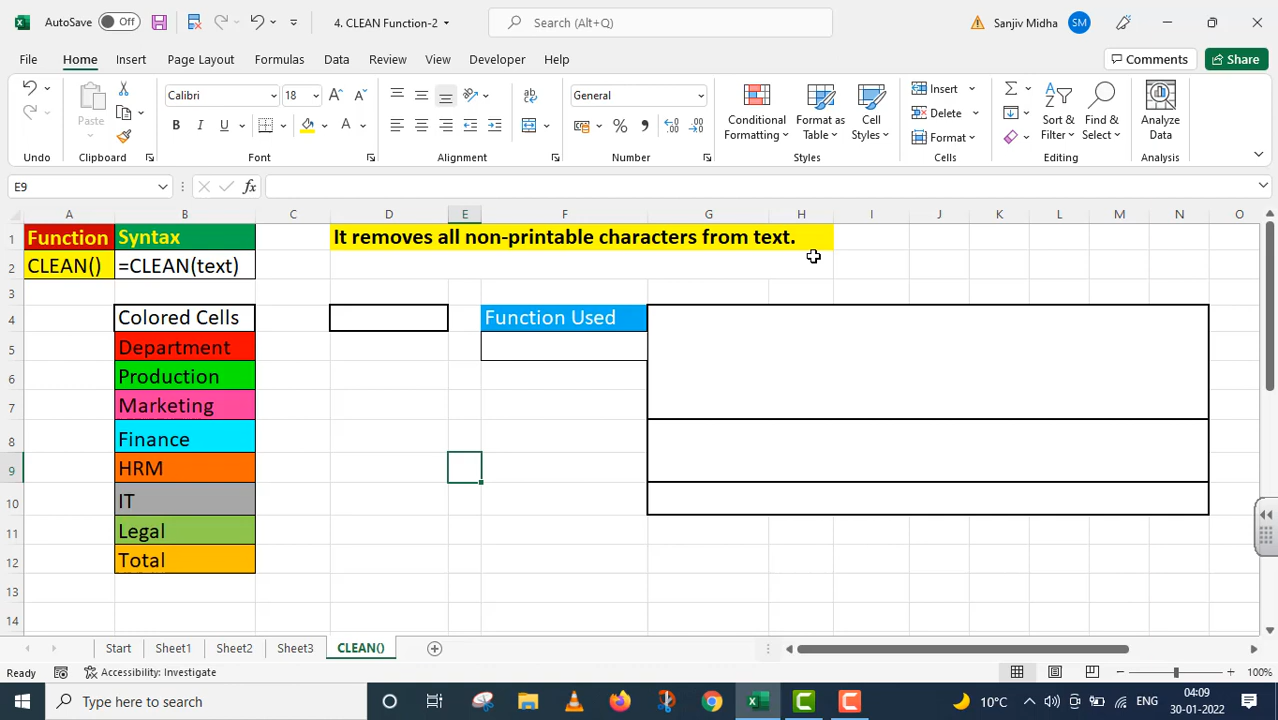 AutoSave Off 4. CLEAN Function-2 Search (Alt+Q) Sanjiv Midha SM
File Home Insert Page Layout Formulas Data Review View Developer Help Comments Share
Calibri 18 General Insert
Paste Conditional Formatting Format as Table Cell Styles Delete Sort & Filter Find & Select Analyze Data
B I U A Format
Undo Clipboard Font Alignment Number Styles Cells Editing Analysis
E9 fx
A B C D E F G H I J K L M N O
1 Function Syntax It removes all non-printable characters from text.
2 CLEAN() =CLEAN(text)
3
4 Colored Cells Function Used
5 Department
6 Production
7 Marketing
8 Finance
9 HRM
10 IT
11 Legal
12 Total
13
14
Start Sheet1 Sheet2 Sheet3 CLEAN()
Ready Accessibility: Investigate 100%
Type here to search 10°C ENG 04:09
30-01-2022